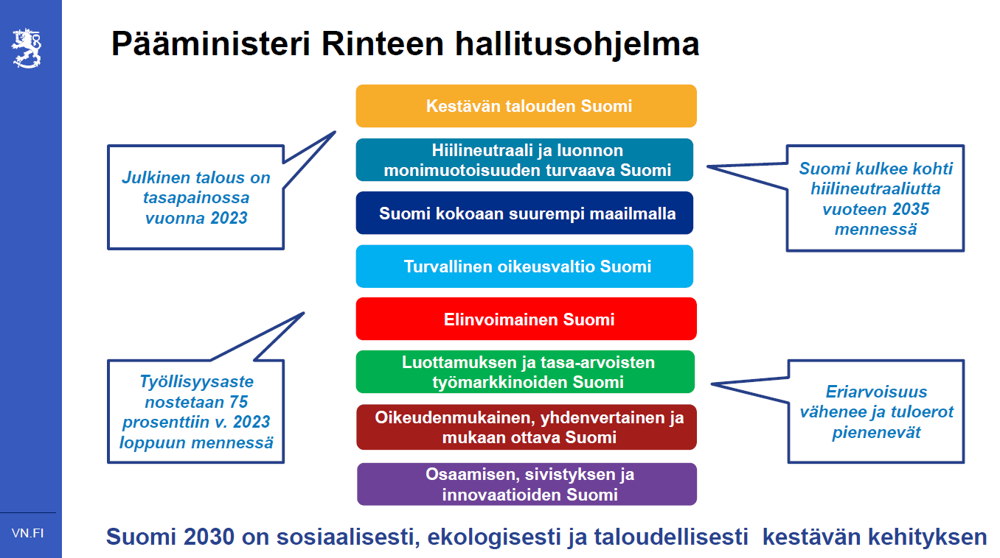 Pääministeri Rinteen hallitusohjelma
Kestävän talouden Suomi
Hiilineutraali ja luonnon
monimuotoisuuden turvaava Suomi
Suomi kokoaan suurempi maailmalla
Turvallinen oikeusvaltio Suomi
Elinvoimainen Suomi
Luottamuksen ja tasa-arvoisten
työmarkkinoiden Suomi
Oikeudenmukainen, yhdenvertainen ja
mukaan ottava Suomi
Osaamisen, sivistyksen ja
innovaatioiden Suomi
Julkinen talous on
tasapainossa
vuonna 2023
Työllisyysaste
nostetaan 75
prosenttiin v. 2023
loppuun mennessä
Suomi kulkee kohti
hiilineutraaliutta
vuoteen 2035
mennessä
Eriarvoisuus
vähenee ja tuloerot
pienenevät
VN.FI
Suomi 2030 on sosiaalisesti, ekologisesti ja taloudellisesti kestävän kehityksen